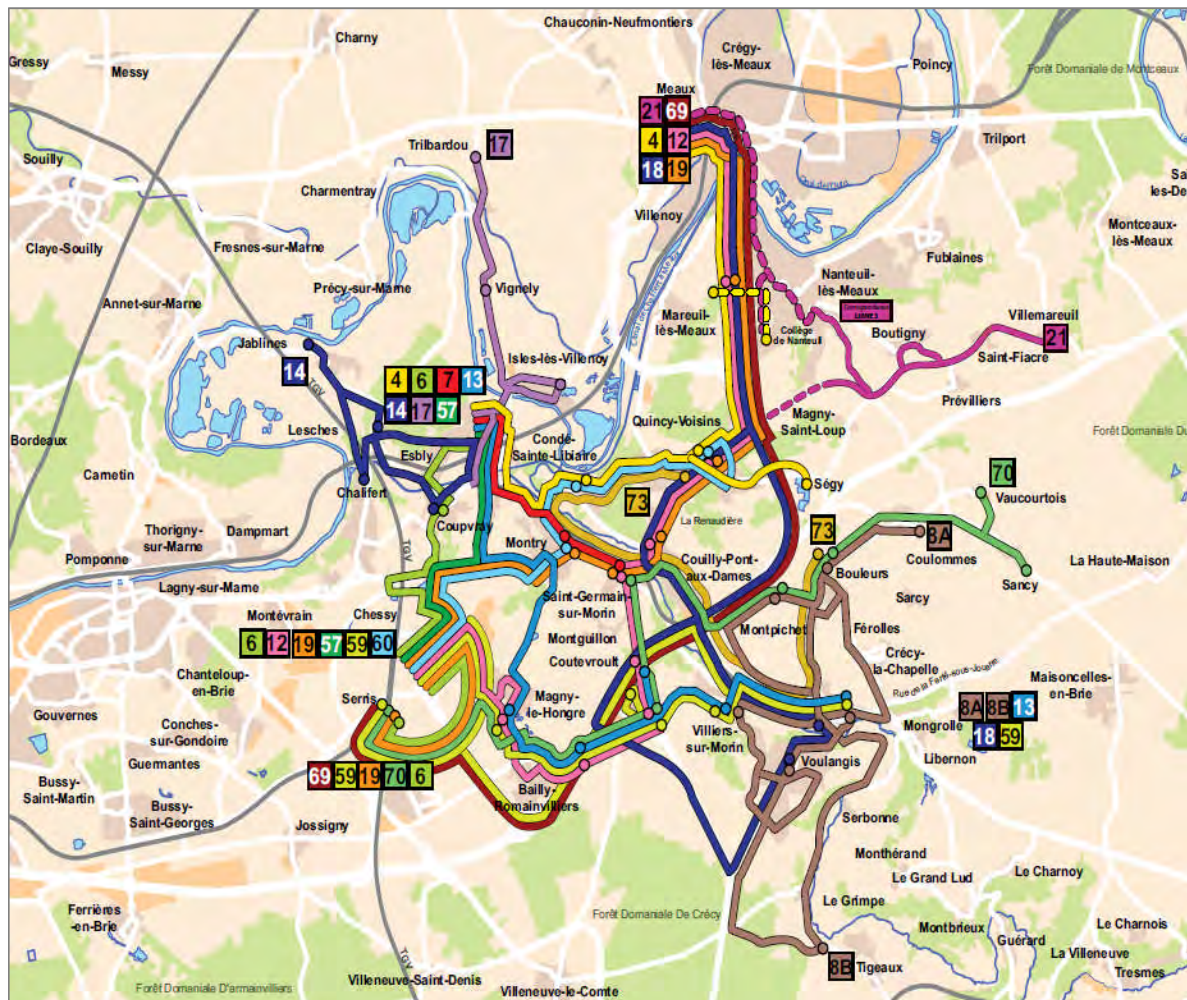 Chauconin-Neufmontiers
Charny
Crégy-
lès-Meaux
Poincy
Gressy
Messy
Forêt Domaniale de Montceaux
Meaux
21 69
4 12
18 19
Trilport
Trilbardou
17
Souilly
Charmentray
Villenoy
Claye-Souilly
Fresnes-sur-Marne
Montceaux-
lès-Meaux
Fublaines
Précy-sur-Marne
Vignely
Nanteuil-
lès-Meaux
Annet-sur-Marne
Mareuil-
lès-Meaux
Collège
de Nanteuil
Boutigny
Villemareuil
21
Saint-Fiacre
Jablines
14
TGV
Isles-lès-Villenoy
4 6 7 13
14 17 57
Prévilliers
Lesches
Quincy-Voisins
Magny-
Saint-Loup
Bordeaux
Condé-
Sainte-Libiaire
Esbly
Carnetin
Chalifert
73
Ségy
70
Vaucourtois
Coupvray
La Renaudière
73
8A
Coulommes
Thorigny-
sur-Marne
Dampmart
Montry
TGV
Couilly-Pont-
aux-Dames
Pomponne
Bouleurs
La Haute-Maison
Sancy
Lagny-sur-Marne
Saint-Germain
-sur-Morin
Sarcy
Montévrain
Chessy
6 12 19 57 59 60
Montguillon
Montpichet
Férolles
Coutevroult
Crécy-
la-Chapelle
Rue de la Ferté-sous-Jouarre
Chanteloup-
en-Brie
Serris
Magny-
le-Hongre
Maisoncelles-
en-Brie
8A 8B 13
18 59
Gouvernes
Conches-
sur-Gondoire
Villiers-
sur-Morin
Mongrolle
Guermantes
Voulangis
Libernon
69 59 19 70 6
Bussy-
Saint-Martin
Bailly-
Romainvilliers
Bussy-
Saint-Georges
Jossigny
Serbonne
Monthérand
Le Grand Lud
Le Charnoy
Ferrières
-en-Brie
Forêt Domaniale De Crécy
Le Grimpe
Montbrieux
Le Charnois
Guérard
La Villeneuve
TGV
8B
Tigeaux
Tresmes
Villeneuve-Saint-Denis
Forêt Domaniale D'armainvilliers
Villeneuve-le-Comte